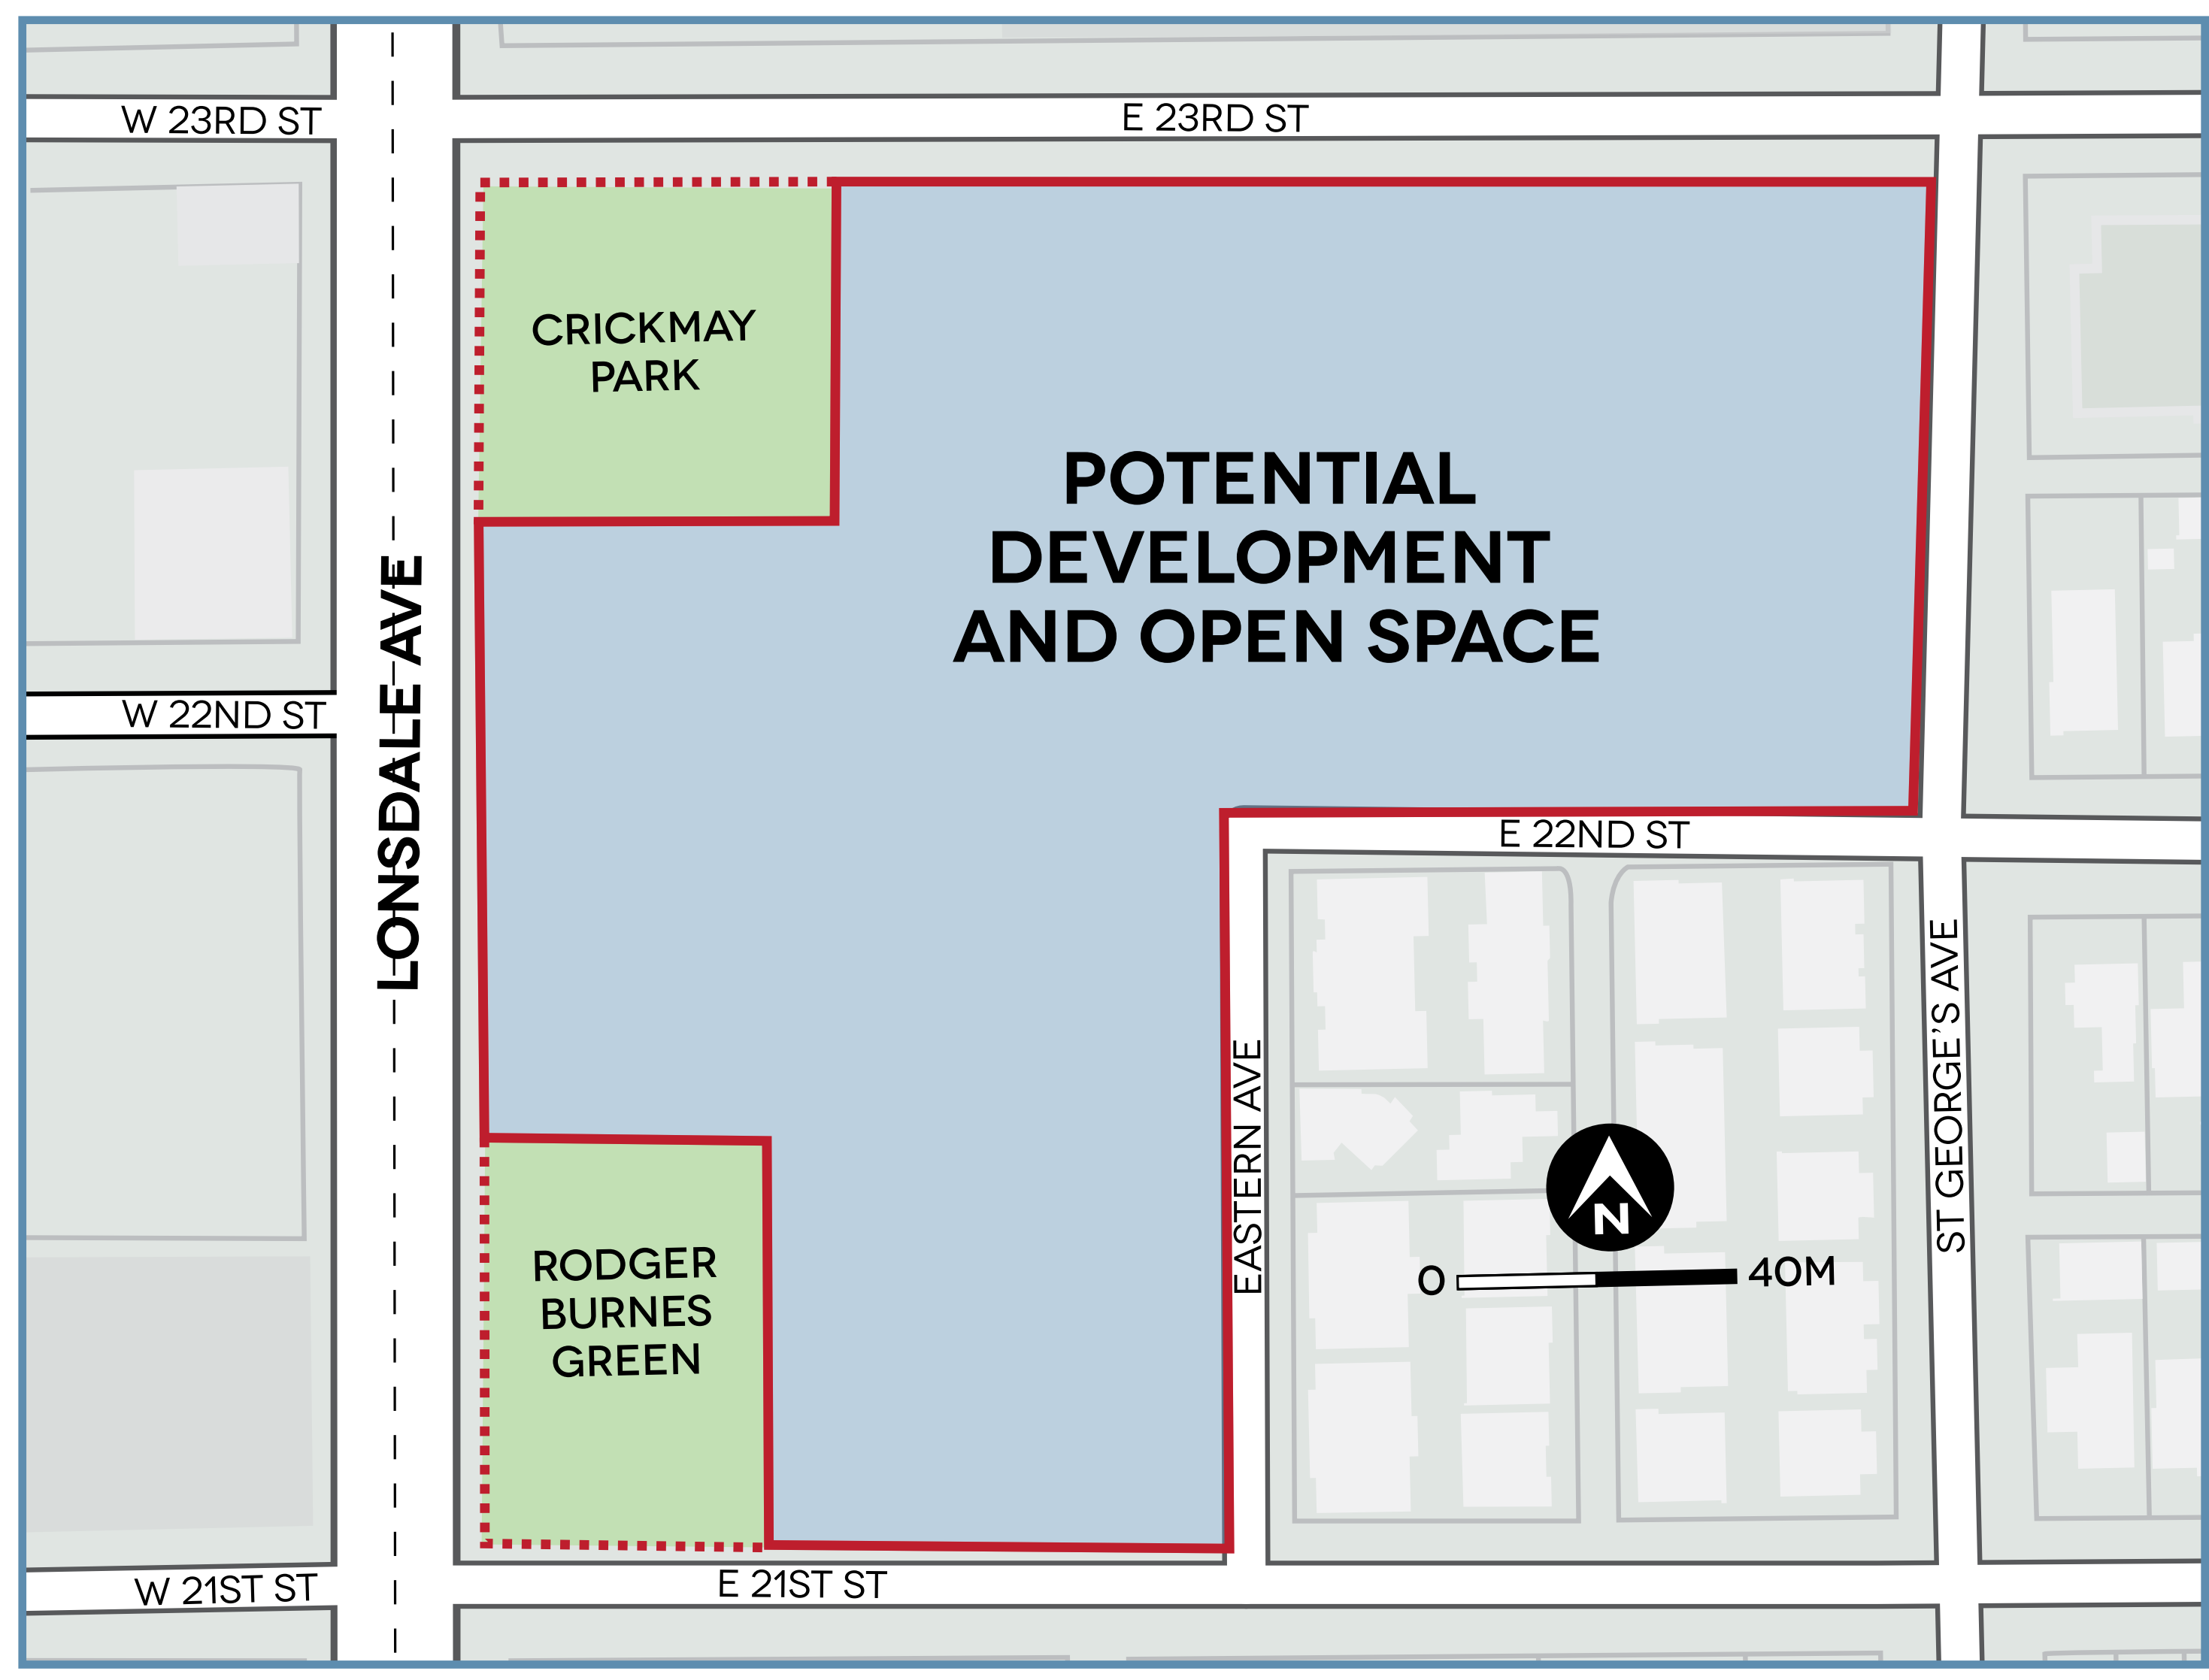 W 23RD ST
E 23RD ST
CRICKMAY
PARK
POTENTIAL
DEVELOPMENT
AND OPEN SPACE
W 22ND ST
LONSDALE AVE
E 22ND ST
EASTERN AVE
ST GEORGE'S AVE
N
0 40M
RODGER
BURNES
GREEN
W 21ST ST
E 21ST ST